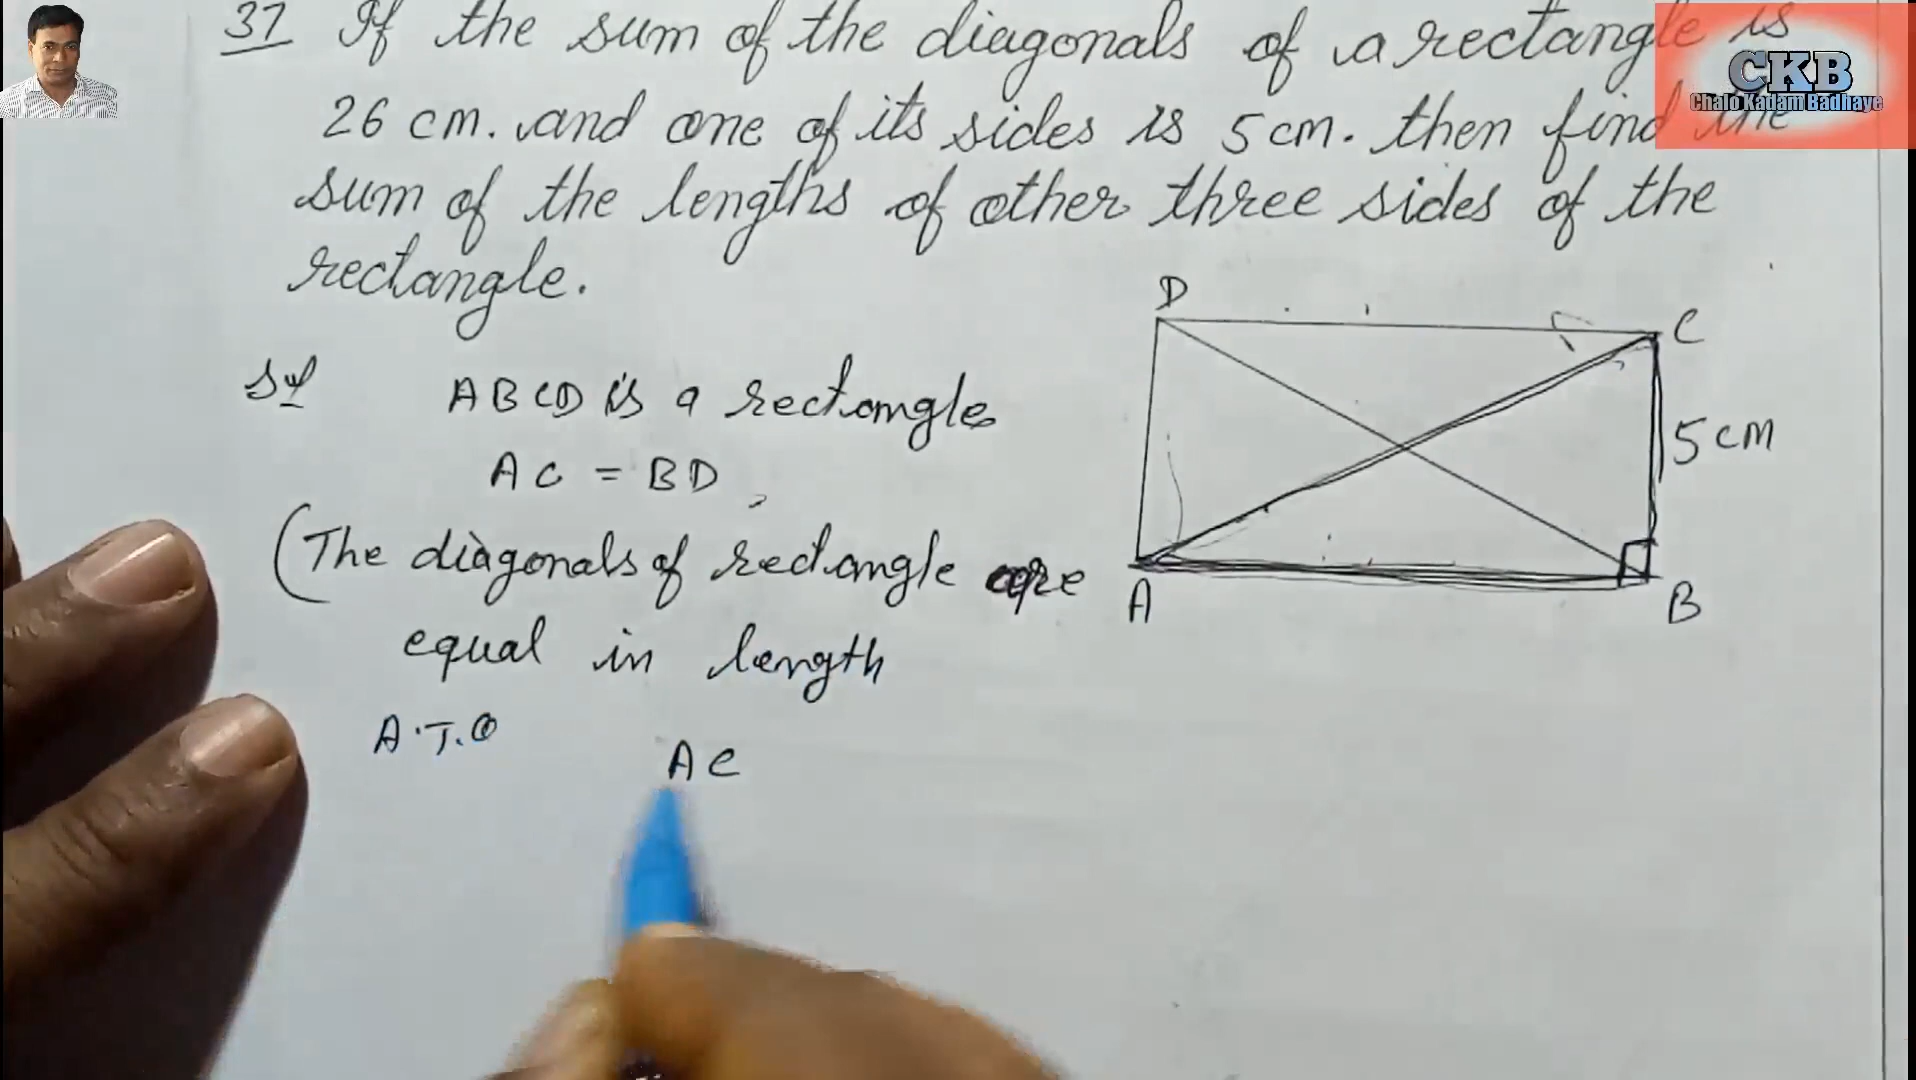 37 If the sum of the diagonals of a rectangle is
CKB
Chalo Kadam Badhaye
26 cm. and one of its sides is 5 cm. then find the
sum of the lengths of other three sides of the
rectangle.
D
C
Sol
ABCD is a rectangle
5 cm
AC = BD,
(The diagonals of rectangle are
A
B
equal in length
A.T.Q
AC